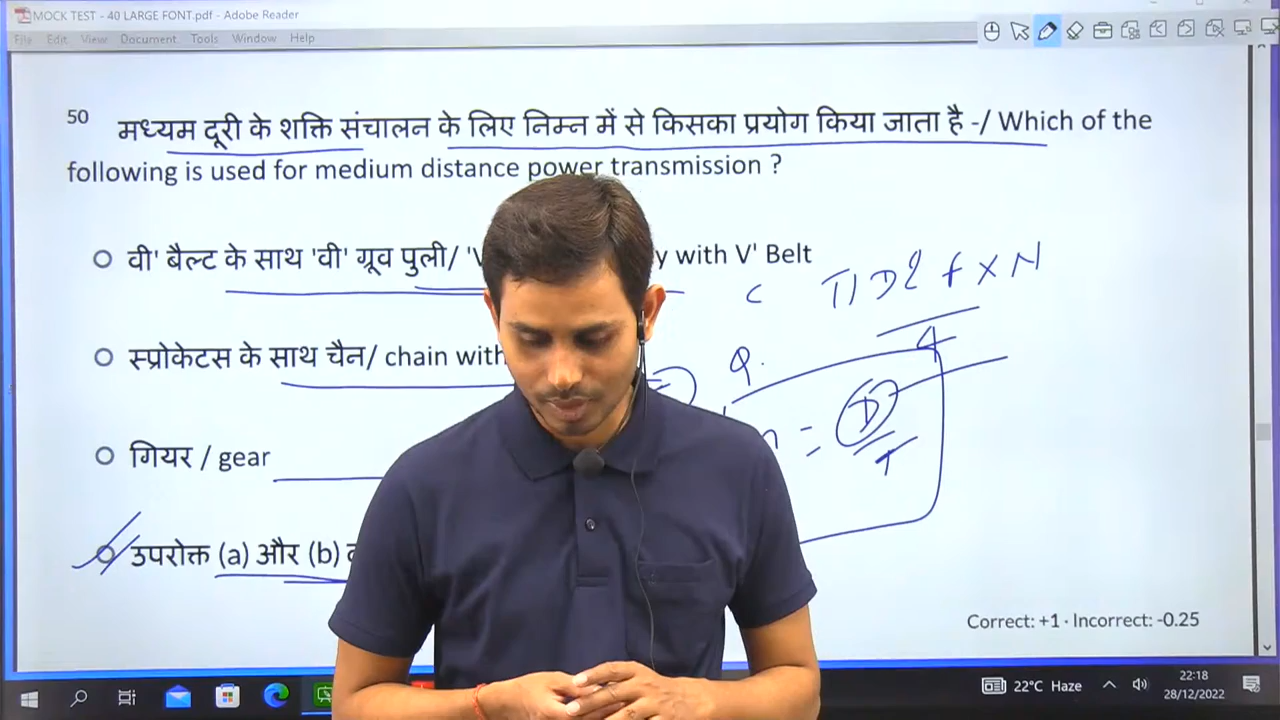 MOCK TEST - 40 LARGE FONT.pdf - Adobe Reader
File Edit View Document Tools Window Help
50 मध्यम दूरी के शक्ति संचालन के लिए निम्न में से किसका प्रयोग किया जाता है -/ Which of the
following is used for medium distance power transmission ?
वी' बैल्ट के साथ 'वी' ग्रूव पुली/ with V' Belt
C ΠD² f x N
4
स्प्रोकेटस के साथ चैन/ chain with
Q.
= D
T
गियर / gear
उपरोक्त (a) और (b)
Correct: +1 · Incorrect: -0.25
22°C Haze
22:18
28/12/2022